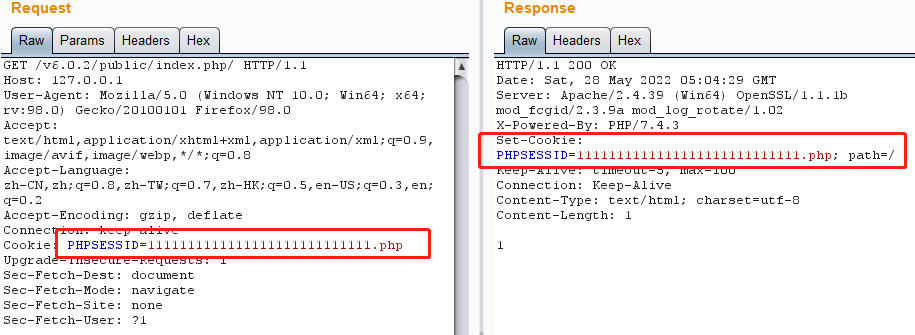 Request
Raw Params Headers Hex
GET /v6.0.2/public/index.php/ HTTP/1.1
Host: 127.0.0.1
User-Agent: Mozilla/5.0 (Windows NT 10.0; Win64; x64;
rv:98.0) Gecko/20100101 Firefox/98.0
Accept:
text/html,application/xhtml+xml,application/xml;q=0.9,
image/avif,image/webp,*/*;q=0.8
Accept-Language:
zh-CN,zh;q=0.8,zh-TW;q=0.7,zh-HK;q=0.5,en-US;q=0.3,en;
q=0.2
Accept-Encoding: gzip, deflate
Connection: keep-alive
Cookie: PHPSESSID=1111111111111111111111111111.php
Upgrade-Insecure-Requests: 1
Sec-Fetch-Dest: document
Sec-Fetch-Mode: navigate
Sec-Fetch-Site: none
Sec-Fetch-User: ?1
Response
Raw Headers Hex
HTTP/1.1 200 OK
Date: Sat, 28 May 2022 05:04:29 GMT
Server: Apache/2.4.39 (Win64) OpenSSL/1.1.1b
mod_fcgid/2.3.9a mod_log_rotate/1.02
X-Powered-By: PHP/7.4.3
Set-Cookie:
PHPSESSID=1111111111111111111111111111.php; path=/
Keep-Alive: timeout=5, max=100
Connection: Keep-Alive
Content-Type: text/html; charset=utf-8
Content-Length: 1
1